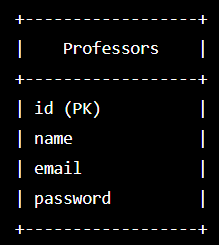 +------------------+
|    Professors    |
+------------------+
| id (PK)          |
| name             |
| email            |
| password         |
+------------------+